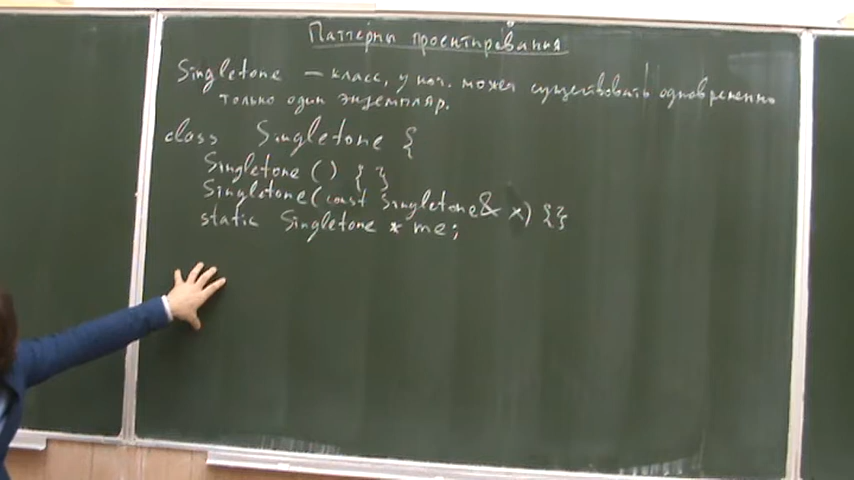 Паттерны проектирования
Singletone — класс, у кот. может существовать одновременно
только один экземпляр.
class Singletone {
Singletone () { }
Singletone(const Singletone& x) {}
static Singletone * me;